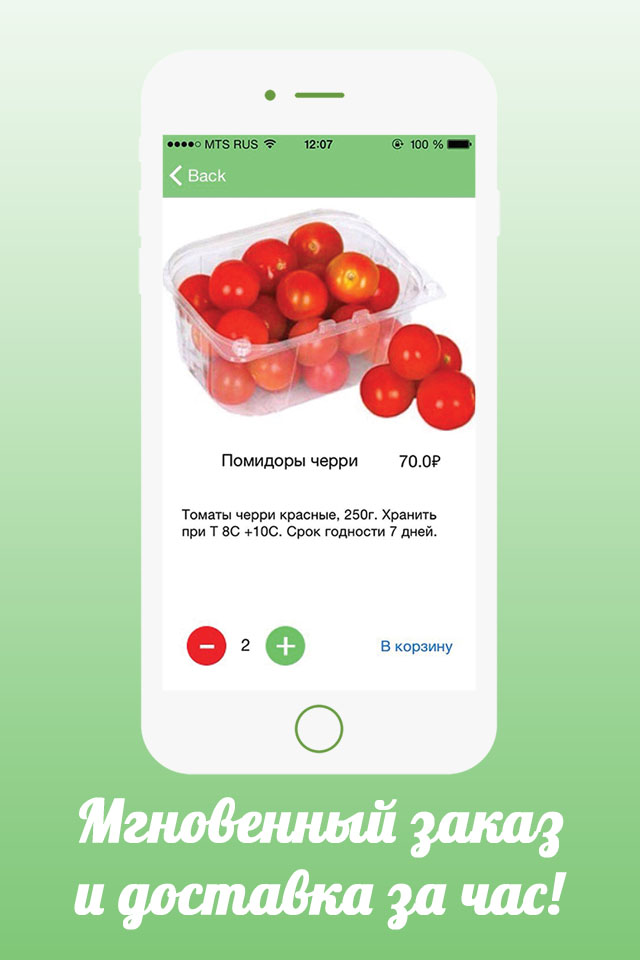 MTS RUS 12:07 100 %
Back
Помидоры черри 70.0₽
Томаты черри красные, 250г. Хранить
при Т 8С +10С. Срок годности 7 дней.
2 В корзину
Мгновенный заказ
и доставка за час!